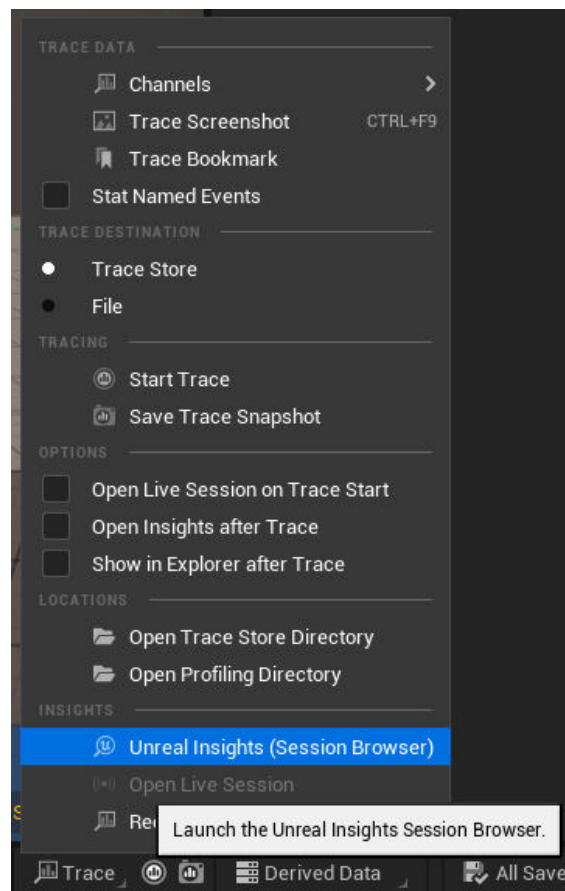 TRACE DATA
Channels
Trace Screenshot CTRL+F9
Trace Bookmark
Stat Named Events
TRACE DESTINATION
Trace Store
File
TRACING
Start Trace
Save Trace Snapshot
OPTIONS
Open Live Session on Trace Start
Open Insights after Trace
Show in Explorer after Trace
LOCATIONS
Open Trace Store Directory
Open Profiling Directory
INSIGHTS
Unreal Insights (Session Browser)
Open Live Session
Launch the Unreal Insights Session Browser.
Trace Derived Data All Save